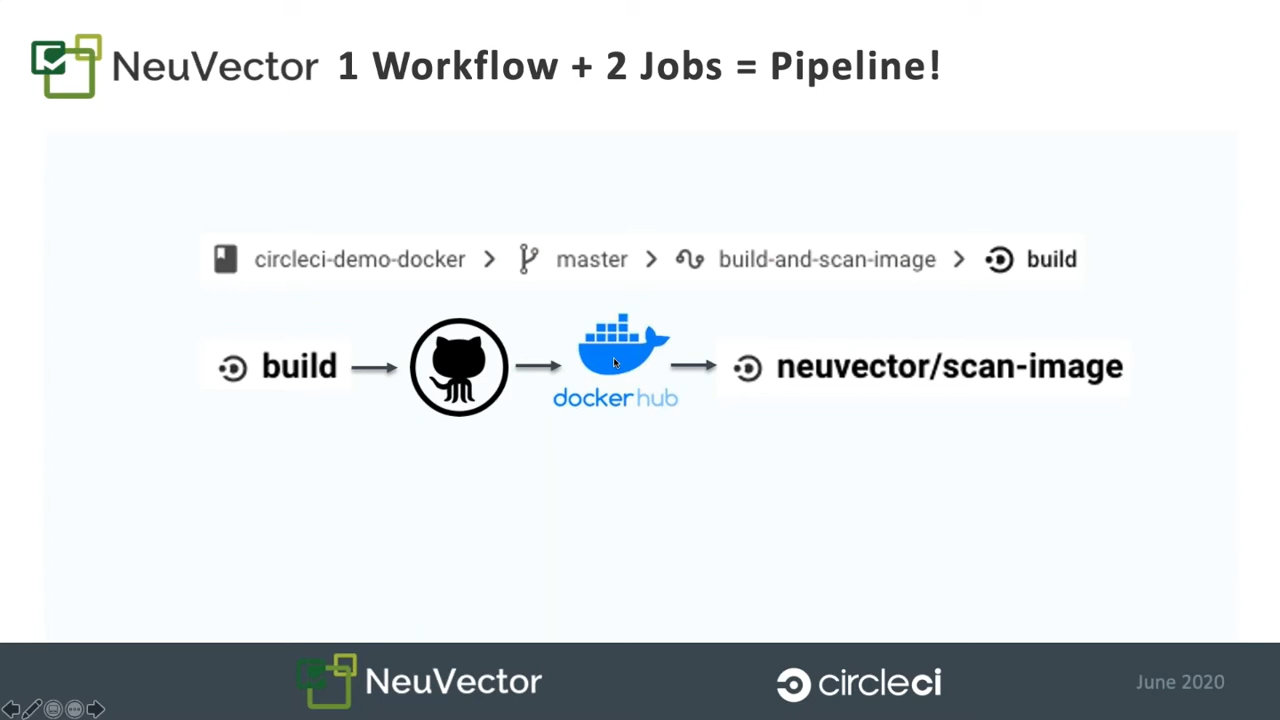 NeuVector 1 Workflow + 2 Jobs = Pipeline!
circleci-demo-docker > master > build-and-scan-image > build
build
docker hub
neuvector/scan-image
NeuVector
circleci
June 2020